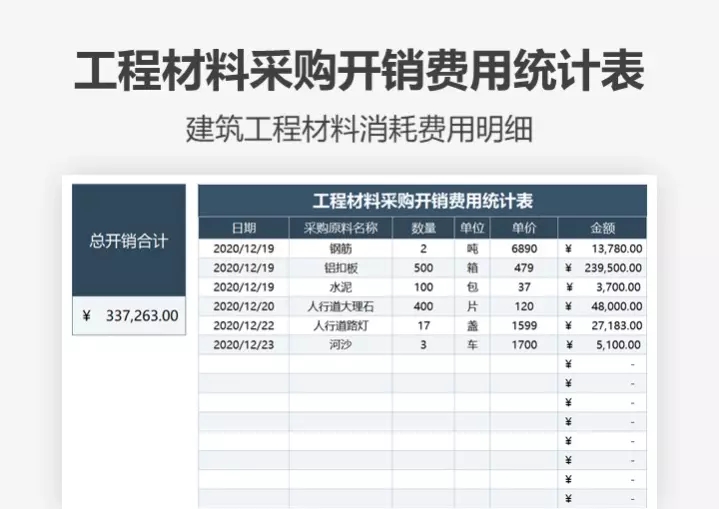 工程材料采购开销费用统计表
建筑工程材料消耗费用明细
总开销合计
¥ 337,263.00
工程材料采购开销费用统计表
日期 采购原料名称 数量 单位 单价 金额
2020/12/19 钢筋 2 吨 6890 ¥ 13,780.00
2020/12/19 铝扣板 500 箱 479 ¥ 239,500.00
2020/12/19 水泥 100 包 37 ¥ 3,700.00
2020/12/20 人行道大理石 400 片 120 ¥ 48,000.00
2020/12/22 人行道路灯 17 盏 1599 ¥ 27,183.00
2020/12/23 河沙 3 车 1700 ¥ 5,100.00
¥ -
¥ -
¥ -
¥ -
¥ -
¥ -
¥ -
¥ -